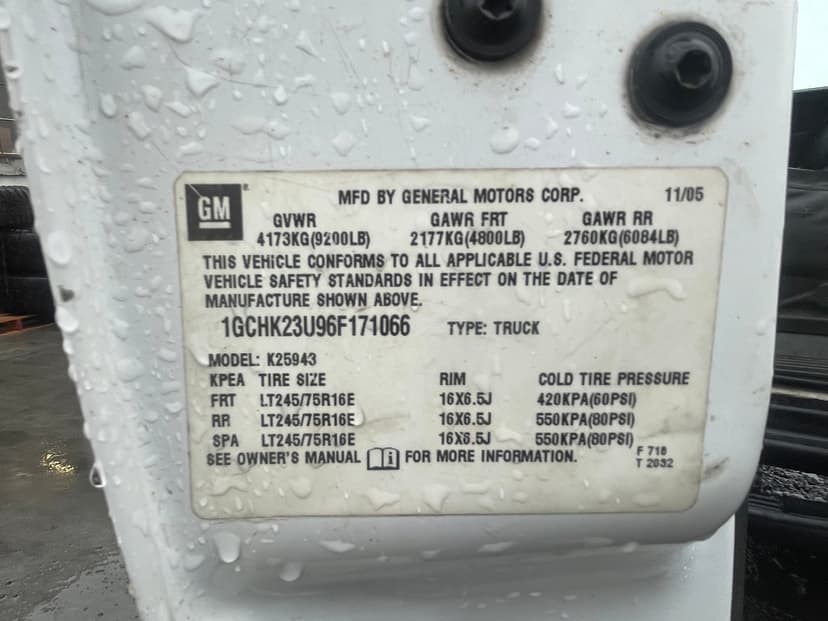 GM
MFD BY GENERAL MOTORS CORP. 11/05
GVWR GAWR FRT GAWR RR
4173KG(9200LB) 2177KG(4800LB) 2760KG(6084LB)
THIS VEHICLE CONFORMS TO ALL APPLICABLE U.S. FEDERAL MOTOR
VEHICLE SAFETY STANDARDS IN EFFECT ON THE DATE OF
MANUFACTURE SHOWN ABOVE.
1GCHK23U96F171066 TYPE: TRUCK
MODEL: K25943
KPEA TIRE SIZE RIM COLD TIRE PRESSURE
FRT LT245/75R16E 16X6.5J 420KPA(60PSI)
RR LT245/75R16E 16X6.5J 550KPA(80PSI)
SPA LT245/75R16E 16X6.5J 550KPA(80PSI)
SEE OWNER'S MANUAL i FOR MORE INFORMATION.
F 718
T 2032